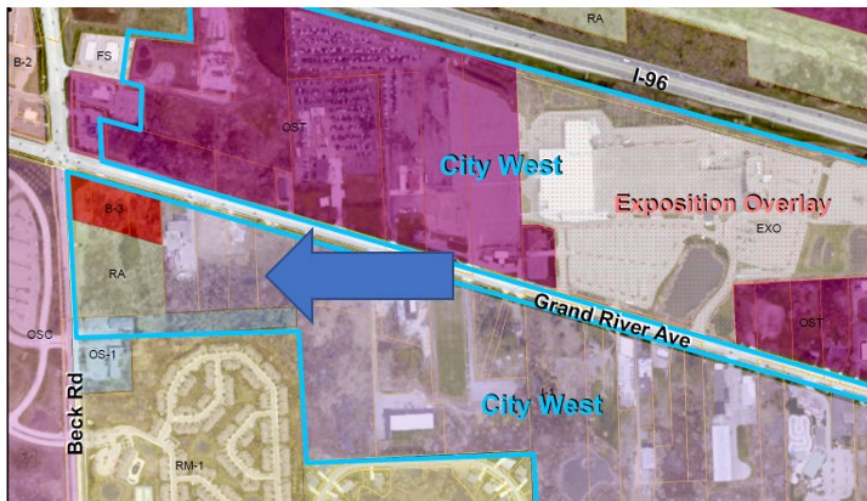 RA
B-2
FS
I-96
OST
City West
B-3
Exposition Overlay
EXO
RA
Grand River Ave
OSC
OS-1
OST
Beck Rd
City West
RM-1